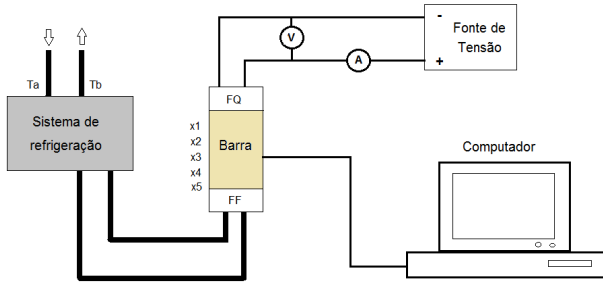 -
Fonte de
Tensão
+
V
A
Ta
Tb
Sistema de
refrigeração
FQ
x1
x2
x3
x4
x5
Barra
FF
Computador